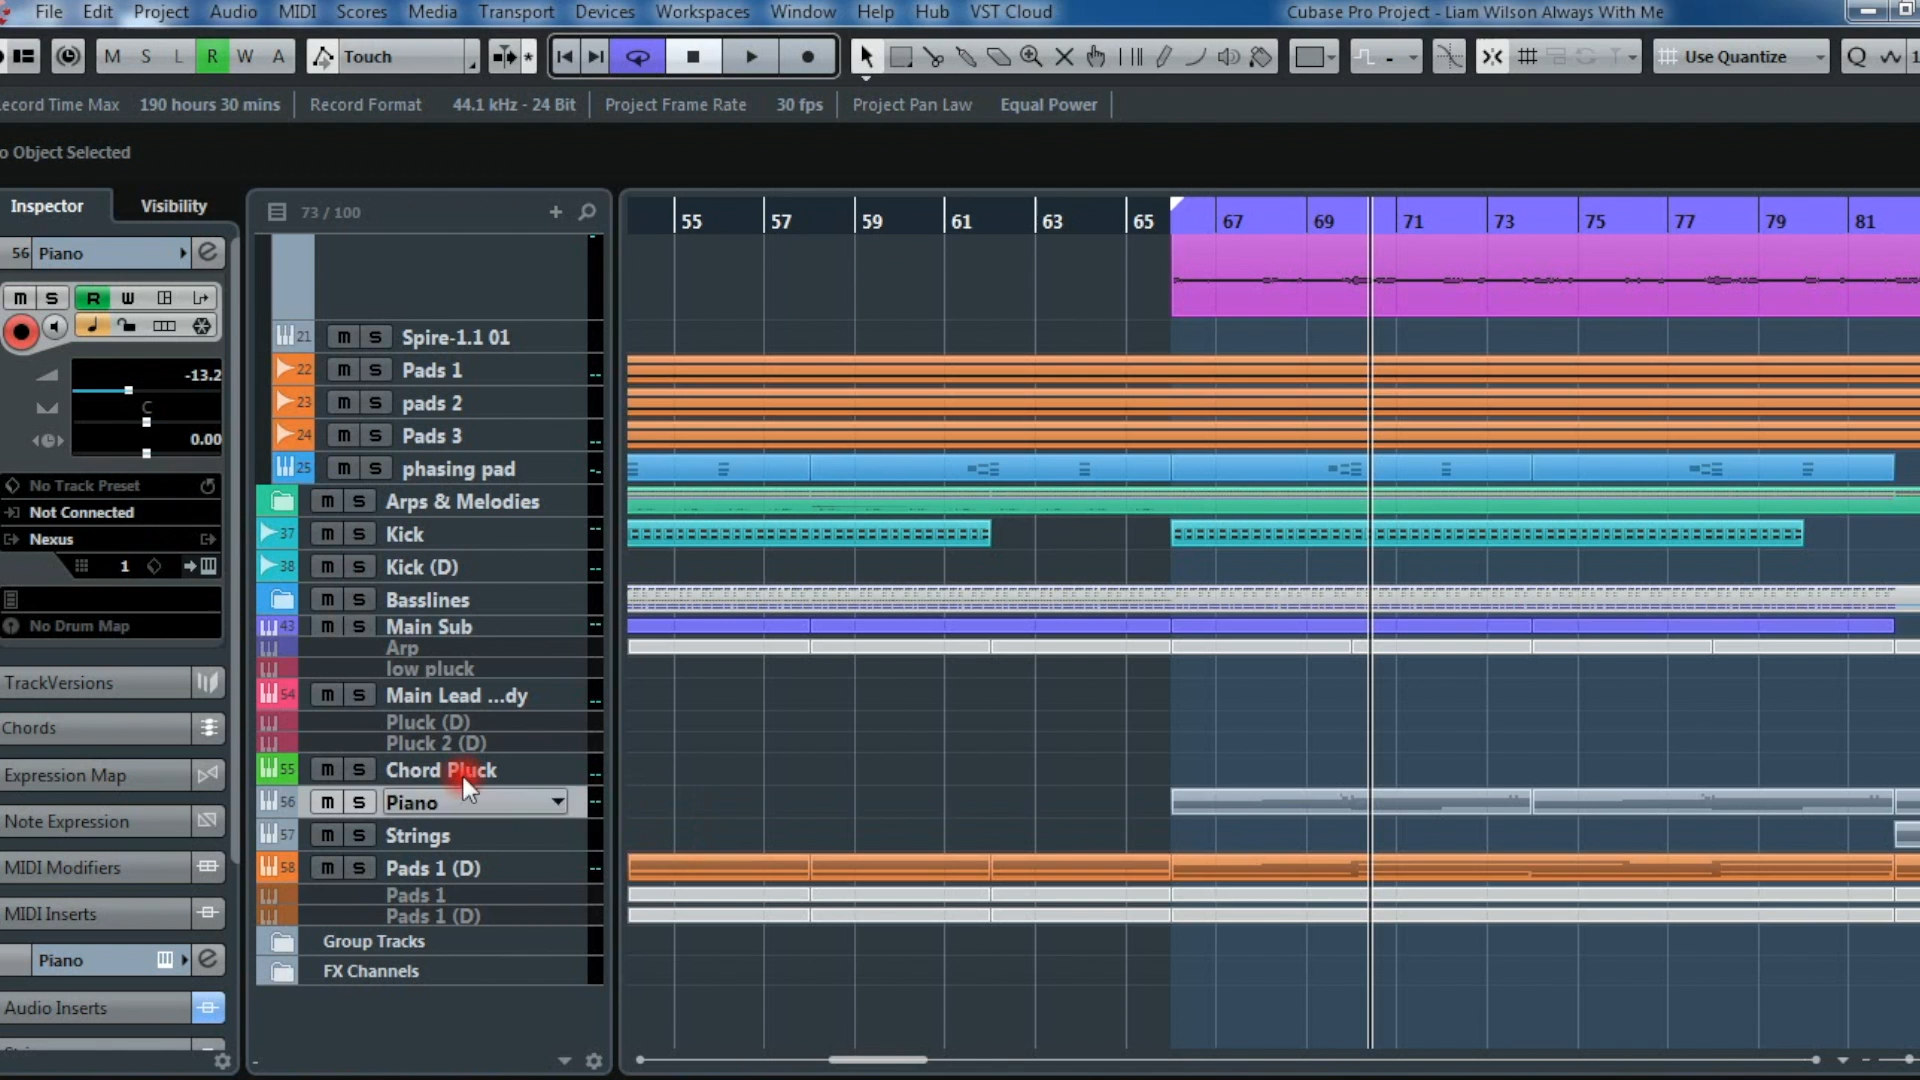 File Edit Project Audio MIDI Scores Media Transport Devices Workspaces Window Help Hub VST Cloud Cubase Pro Project - Liam Wilson Always With Me
M S L R W A Touch * Use Quantize Q 1
ecord Time Max 190 hours 30 mins Record Format 44.1 kHz - 24 Bit Project Frame Rate 30 fps Project Pan Law Equal Power
o Object Selected
Inspector Visibility 73 / 100 + 55 57 59 61 63 65 67 69 71 73 75 77 79 81
56 Piano e
m S R W
21 m S Spire-1.1 01
-13.2 22 m S Pads 1
C 23 m S pads 2
0.00 24 m S Pads 3
25 m S phasing pad
No Track Preset m S Arps & Melodies
Not Connected
Nexus 37 m S Kick
1 38 m S Kick (D)
m S Basslines
No Drum Map 43 m S Main Sub
Arp
low pluck
TrackVersions 54 m S Main Lead ...dy
Chords Pluck (D)
Pluck 2 (D)
Expression Map 55 m S Chord Pluck
56 m S Piano
Note Expression 57 m S Strings
MIDI Modifiers 58 m S Pads 1 (D)
Pads 1
MIDI Inserts Pads 1 (D)
Group Tracks
Piano e FX Channels
Audio Inserts